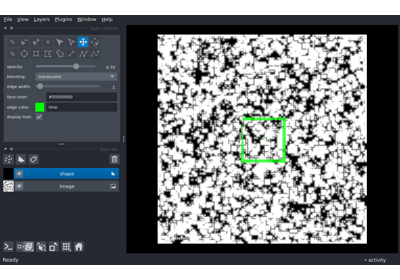 File View Layers Plugins Window Help
opacity: 0.70
blending: translucent
edge width: 1
face color: #00000000
edge color: lime
display text:
shape
Image
Ready
activity